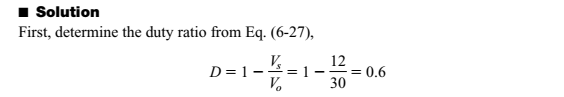 ■ Solution
First, determine the duty ratio from Eq. (6-27),
D = 1 − Vₛ/Vₒ = 1 − 12/30 = 0.6